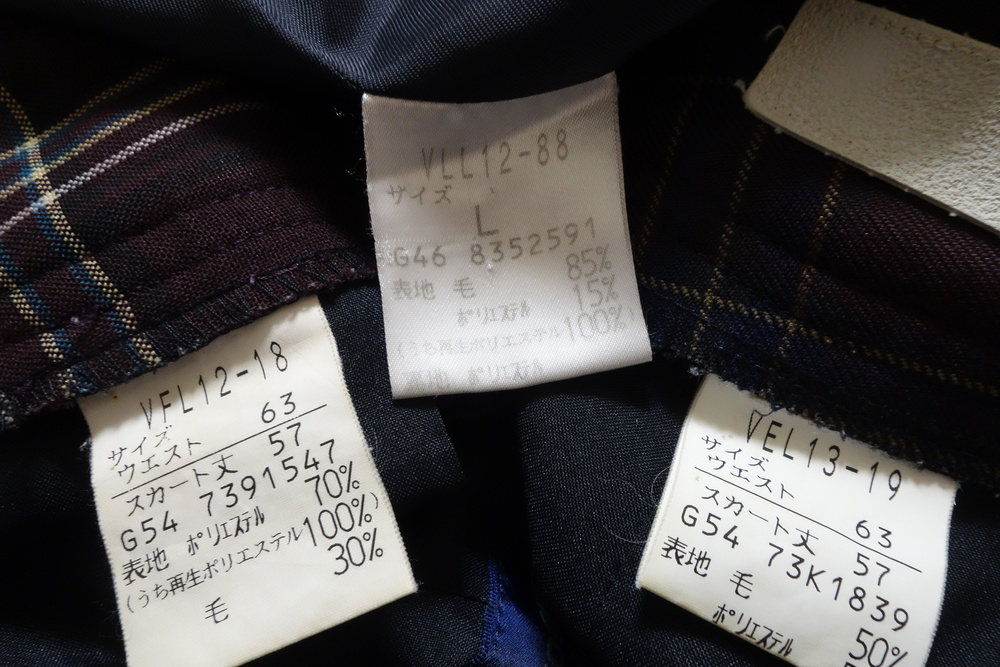 VLL12-88
サイズ
L
G46 8352591
表地 毛 85%
ポリエステル 15%
(うち再生ポリエステル100%)
裏地 ポリエステル
VFL12-18
サイズ
ウエスト 63
スカート丈 57
G54 7391547
表地 ポリエステル 70%
(うち再生ポリエステル100%)
毛 30%
VEL13-19
サイズ
ウエスト 63
スカート丈 57
G54 73K1839
表地 毛 50%
ポリエステル